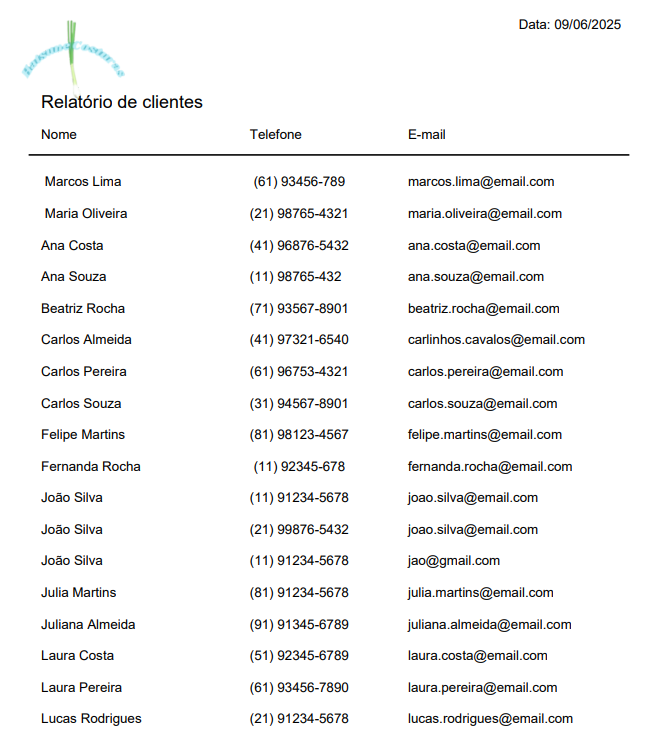 Data: 09/06/2025
Relatório de clientes
Nome Telefone E-mail
Marcos Lima (61) 93456-789 marcos.lima@email.com
Maria Oliveira (21) 98765-4321 maria.oliveira@email.com
Ana Costa (41) 96876-5432 ana.costa@email.com
Ana Souza (11) 98765-432 ana.souza@email.com
Beatriz Rocha (71) 93567-8901 beatriz.rocha@email.com
Carlos Almeida (41) 97321-6540 carlinhos.cavalos@email.com
Carlos Pereira (61) 96753-4321 carlos.pereira@email.com
Carlos Souza (31) 94567-8901 carlos.souza@email.com
Felipe Martins (81) 98123-4567 felipe.martins@email.com
Fernanda Rocha (11) 92345-678 fernanda.rocha@email.com
João Silva (11) 91234-5678 joao.silva@email.com
João Silva (21) 99876-5432 joao.silva@email.com
João Silva (11) 91234-5678 jao@gmail.com
Julia Martins (81) 91234-5678 julia.martins@email.com
Juliana Almeida (91) 91345-6789 juliana.almeida@email.com
Laura Costa (51) 92345-6789 laura.costa@email.com
Laura Pereira (61) 93456-7890 laura.pereira@email.com
Lucas Rodrigues (21) 91234-5678 lucas.rodrigues@email.com